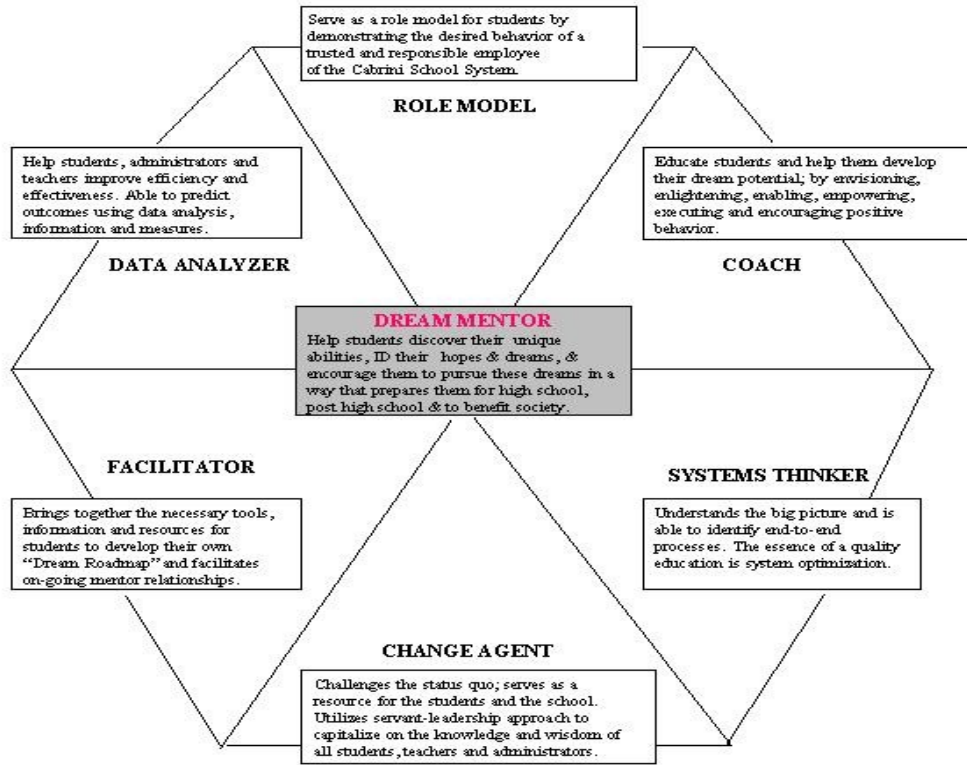 Serve as a role model for students by
demonstrating the desired behavior of a
trusted and responsible employee
of the Cabrini School System.
ROLE MODEL
Help students, administrators and
teachers improve efficiency and
effectiveness. Able to predict
outcomes using data analysis,
information and measures.
DATA ANALYZER
Educate students and help them develop
their dream potential; by envisioning,
enlightening, enabling, empowering,
executing and encouraging positive
behavior.
COACH
DREAM MENTOR
Help students discover their unique
abilities, ID their hopes & dreams, &
encourage them to pursue these dreams in a
way that prepares them for high school,
post high school & to benefit society.
FACILITATOR
Brings together the necessary tools,
information and resources for
students to develop their own
“Dream Roadmap” and facilitates
on-going mentor relationships.
SYSTEMS THINKER
Understands the big picture and is
able to identify end-to-end
processes. The essence of a quality
education is system optimization.
CHANGE AGENT
Challenges the status quo; serves as a
resource for the students and the school.
Utilizes servant-leadership approach to
capitalize on the knowledge and wisdom of
all students, teachers and administrators.